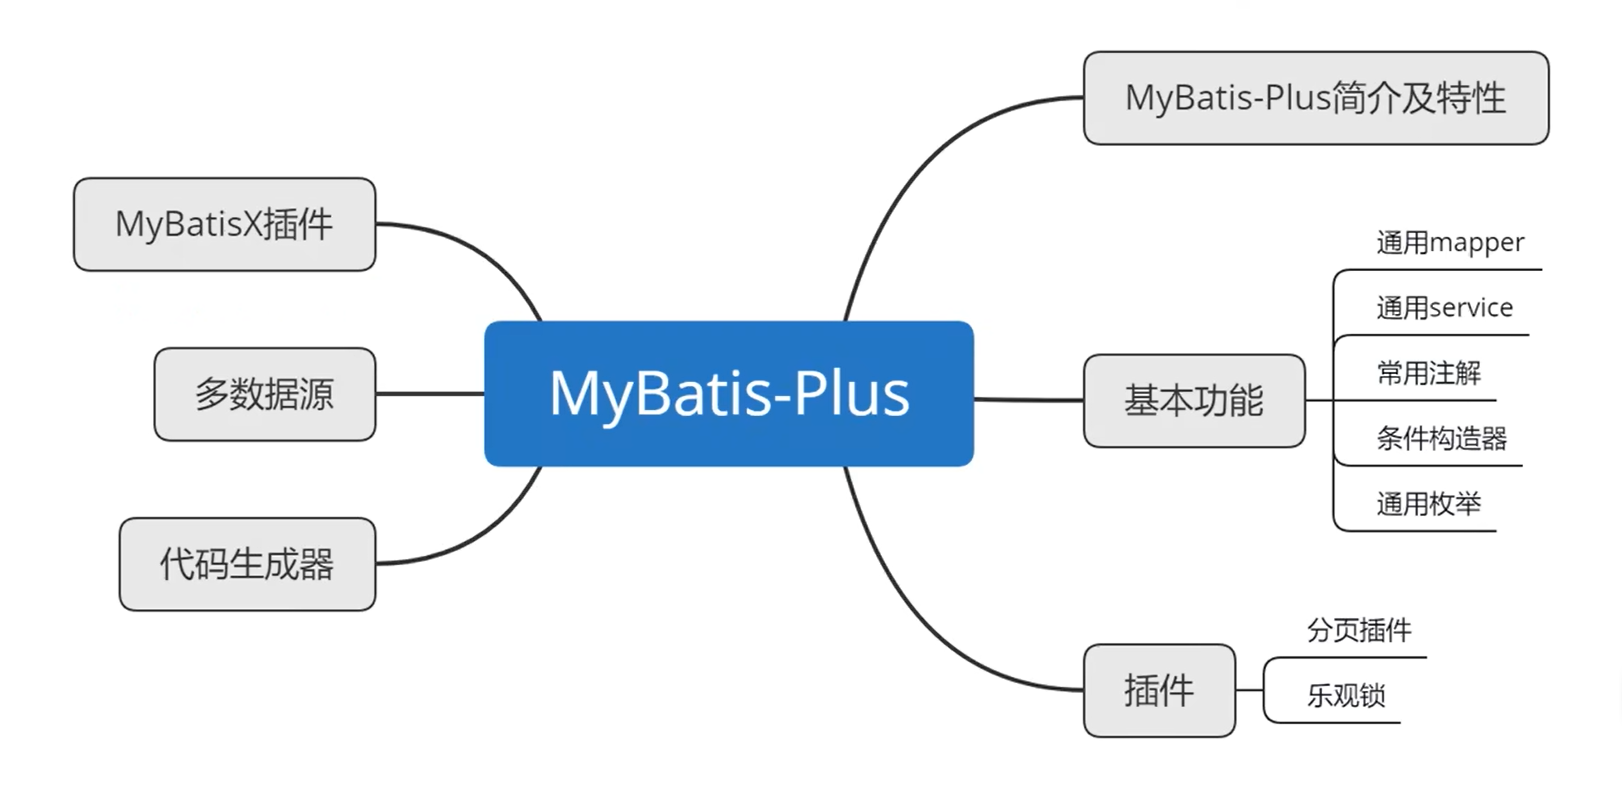 MyBatis-Plus
MyBatis-Plus简介及特性
基本功能
通用mapper
通用service
常用注解
条件构造器
通用枚举
插件
分页插件
乐观锁
MyBatisX插件
多数据源
代码生成器